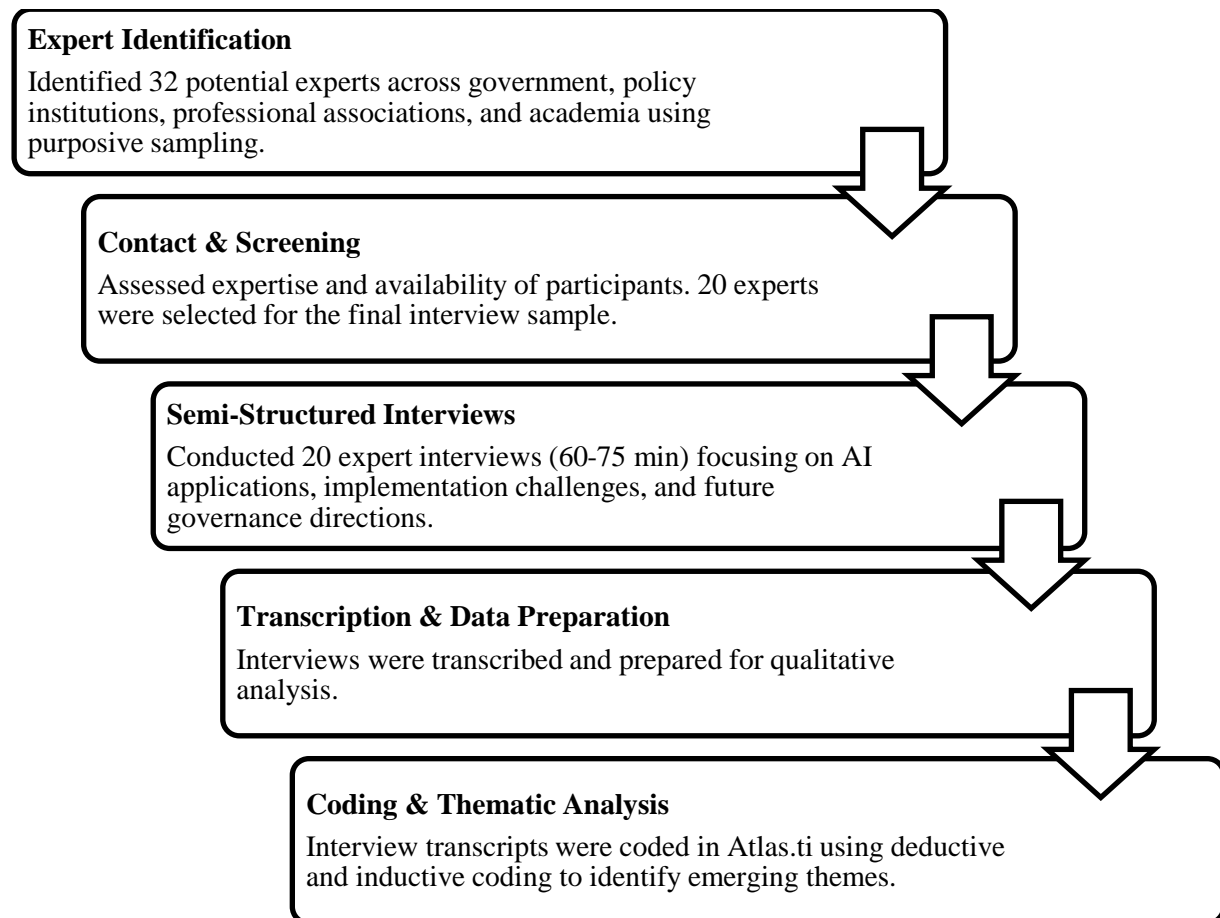 Expert Identification
Identified 32 potential experts across government, policy
institutions, professional associations, and academia using
purposive sampling.
Contact & Screening
Assessed expertise and availability of participants. 20 experts
were selected for the final interview sample.
Semi-Structured Interviews
Conducted 20 expert interviews (60-75 min) focusing on AI
applications, implementation challenges, and future
governance directions.
Transcription & Data Preparation
Interviews were transcribed and prepared for qualitative
analysis.
Coding & Thematic Analysis
Interview transcripts were coded in Atlas.ti using deductive
and inductive coding to identify emerging themes.